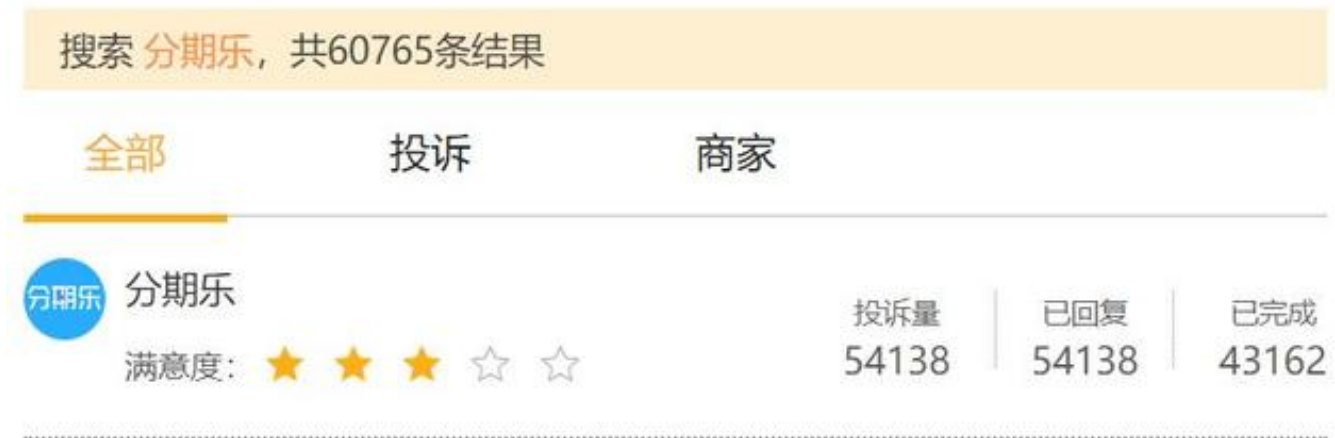 搜索 分期乐，共60765条结果
全部 投诉 商家
分期乐 分期乐
满意度：
投诉量 已回复 已完成
54138 54138 43162